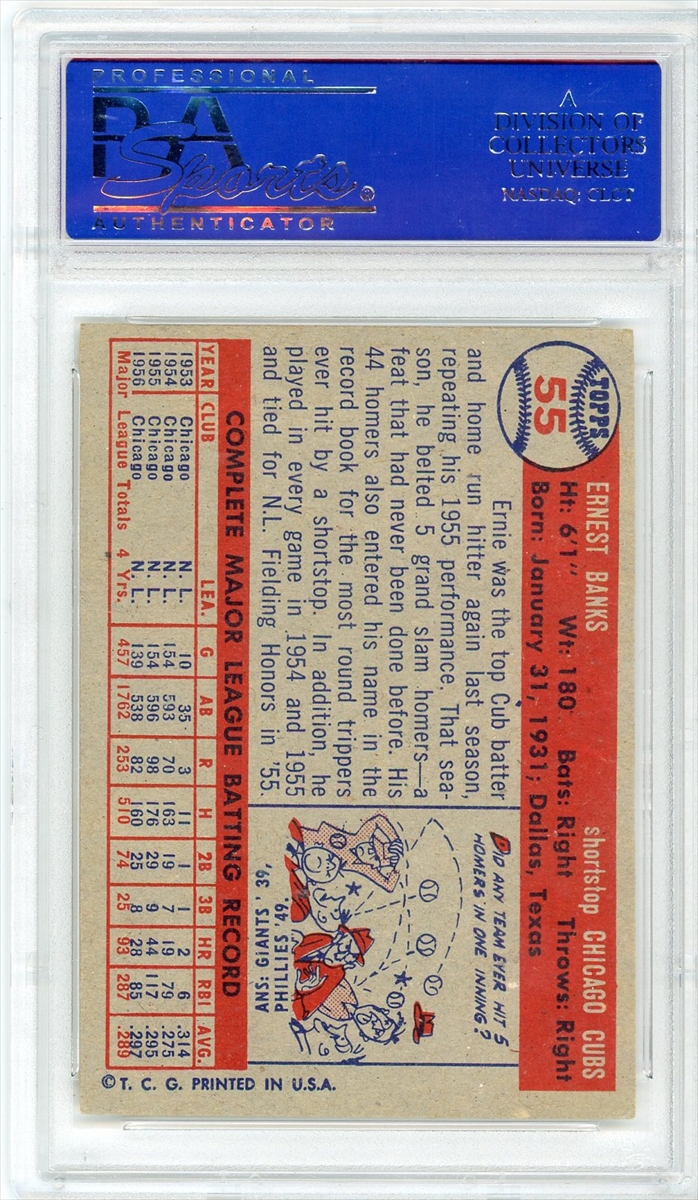 PROFESSIONAL
PSA
Sports®
AUTHENTICATOR
A
DIVISION OF
COLLECTORS
UNIVERSE
NASDAQ: CLCT
TOPPS
55
ERNEST BANKS shortstop CHICAGO CUBS
Ht: 6'1" Wt: 180 Bats: Right Throws: Right
Born: January 31, 1931; Dallas, Texas
Ernie was the top Cub batter
and home run hitter again last season,
repeating his 1955 performance. That sea-
son, he belted 5 grand slam homers—a
feat that had never been done before. His
44 homers also entered his name in the
record book for the most round trippers
ever hit by a shortstop. In addition, he
played in every game in 1954 and 1955
and tied for N.L. Fielding Honors in '55.
DID ANY TEAM EVER HIT 5
HOMERS IN ONE INNING?
ANS. GIANTS '39,
PHILLIES '49.
COMPLETE MAJOR LEAGUE BATTING RECORD
YEAR CLUB LEA. G AB R H 2B 3B HR RBI AVG.
1953 Chicago N. L. 10 35 3 11 1 1 2 6 .314
1954 Chicago N. L. 154 593 70 163 19 7 19 79 .275
1955 Chicago N. L. 154 596 98 176 29 9 44 117 .295
1956 Chicago N. L. 139 538 82 160 25 8 28 85 .297
Major League Totals 4 Yrs. 457 1762 253 510 74 25 93 287 .289
© T. C. G. PRINTED IN U.S.A.